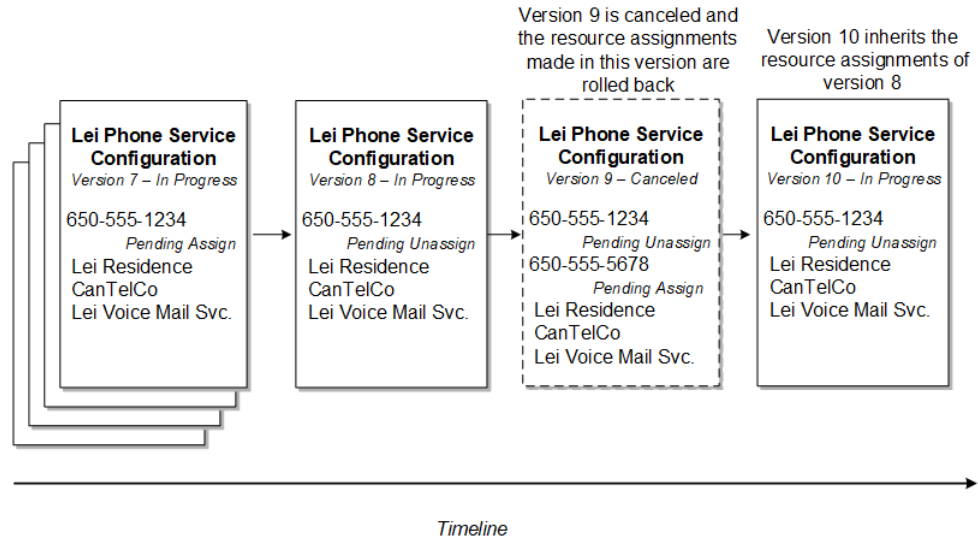 Version 9 is canceled and
the resource assignments
made in this version are
rolled back
Version 10 inherits the
resource assignments of
version 8
Lei Phone Service
Configuration
Version 7 – In Progress
650-555-1234
Pending Assign
Lei Residence
CanTelCo
Lei Voice Mail Svc.
Lei Phone Service
Configuration
Version 8 – In Progress
650-555-1234
Pending Unassign
Lei Residence
CanTelCo
Lei Voice Mail Svc.
Lei Phone Service
Configuration
Version 9 – Canceled
650-555-1234
Pending Unassign
650-555-5678
Pending Assign
Lei Residence
CanTelCo
Lei Voice Mail Svc.
Lei Phone Service
Configuration
Version 10 – In Progress
650-555-1234
Pending Unassign
Lei Residence
CanTelCo
Lei Voice Mail Svc.
Timeline